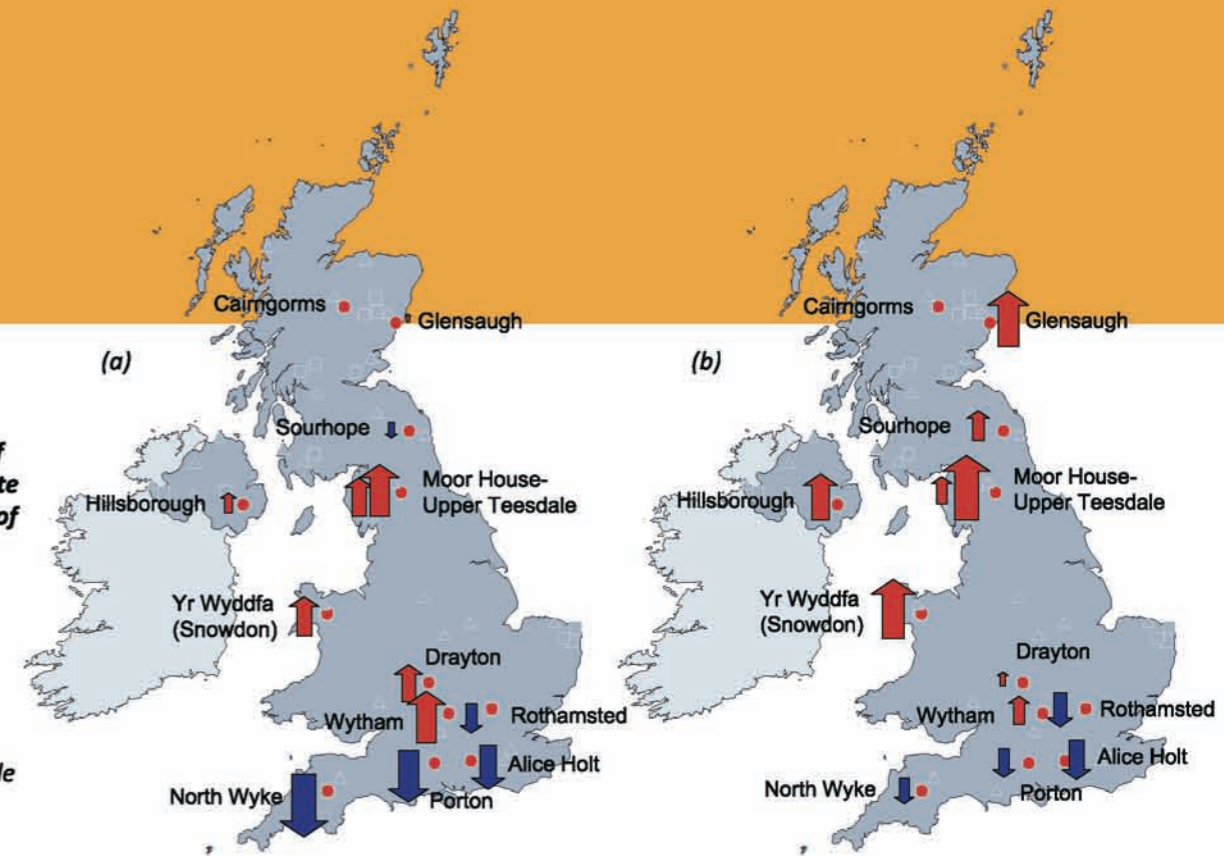 Cairngorms
Glensaugh
(a)
Sourhope
Moor House-
Upper Teesdale
Hillsborough
Yr Wyddfa
(Snowdon)
Drayton
Wytham
Rothamsted
Alice Holt
North Wyke
Porton
Cairngorms
Glensaugh
(b)
Sourhope
Moor House-
Upper Teesdale
Hillsborough
Yr Wyddfa
(Snowdon)
Drayton
Wytham
Rothamsted
Alice Holt
North Wyke
Porton
of